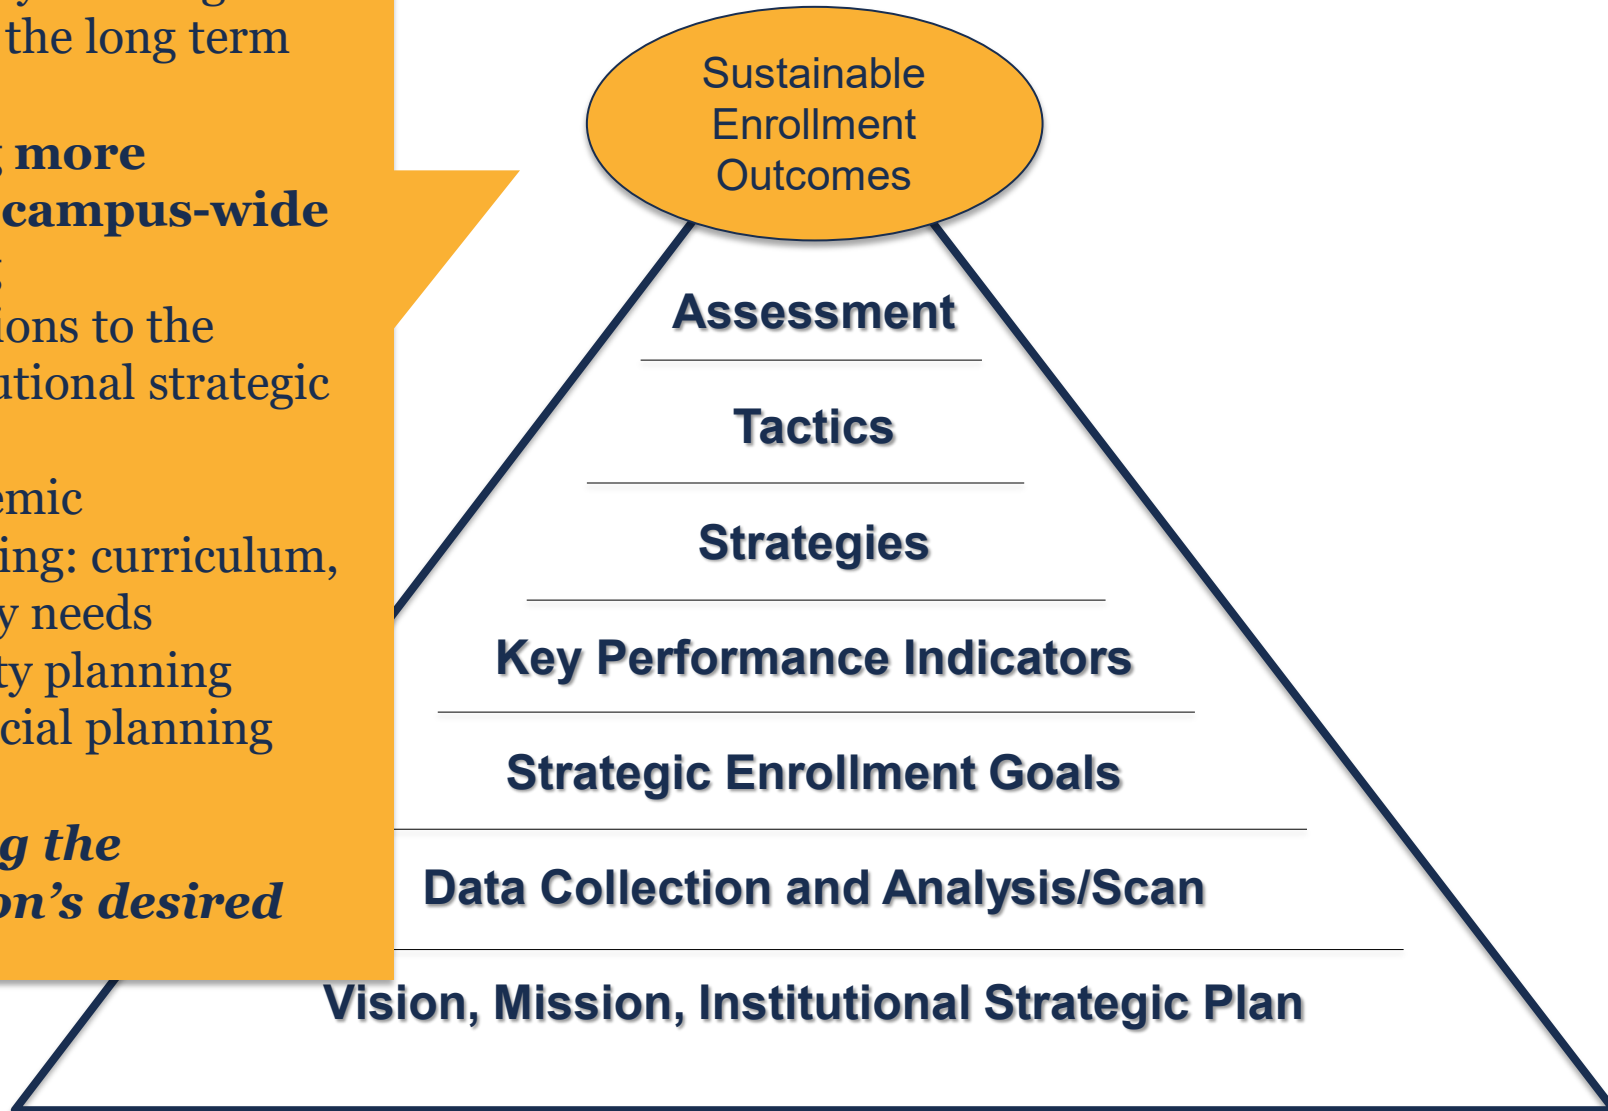 the long term
more
campus-wide
ions to the
utional strategic
emic
ing: curriculum,
y needs
ty planning
cial planning
g the
on’s desired
Sustainable
Enrollment
Outcomes
Assessment
Tactics
Strategies
Key Performance Indicators
Strategic Enrollment Goals
Data Collection and Analysis/Scan
Vision, Mission, Institutional Strategic Plan